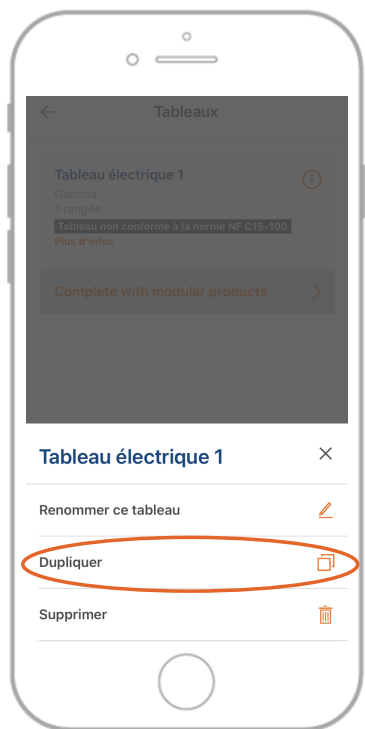 Tableaux
Tableau électrique 1
Gamma
1 rangée
Tableau non conforme à la norme NF C15-100
Plus d'infos
Complete with modular products
Tableau électrique 1
Renommer ce tableau
Dupliquer
Supprimer